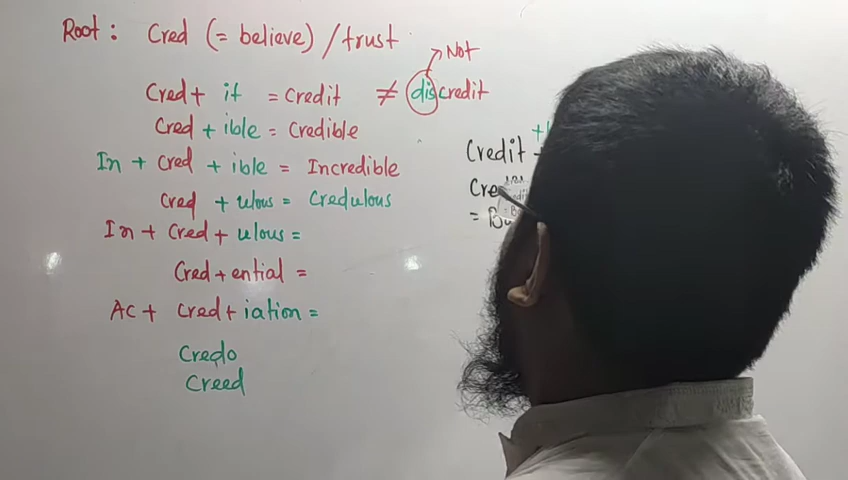 Root: Cred (= believe) / trust
Not
Cred + it = Credit ≠ discredit
Cred + ible = Credible
In + cred + ible = Incredible
cred + ulous = Credulous
In + cred + ulous =
Cred + ential =
AC + Cred + iation =
Credo
Creed
Credit
Cre
=